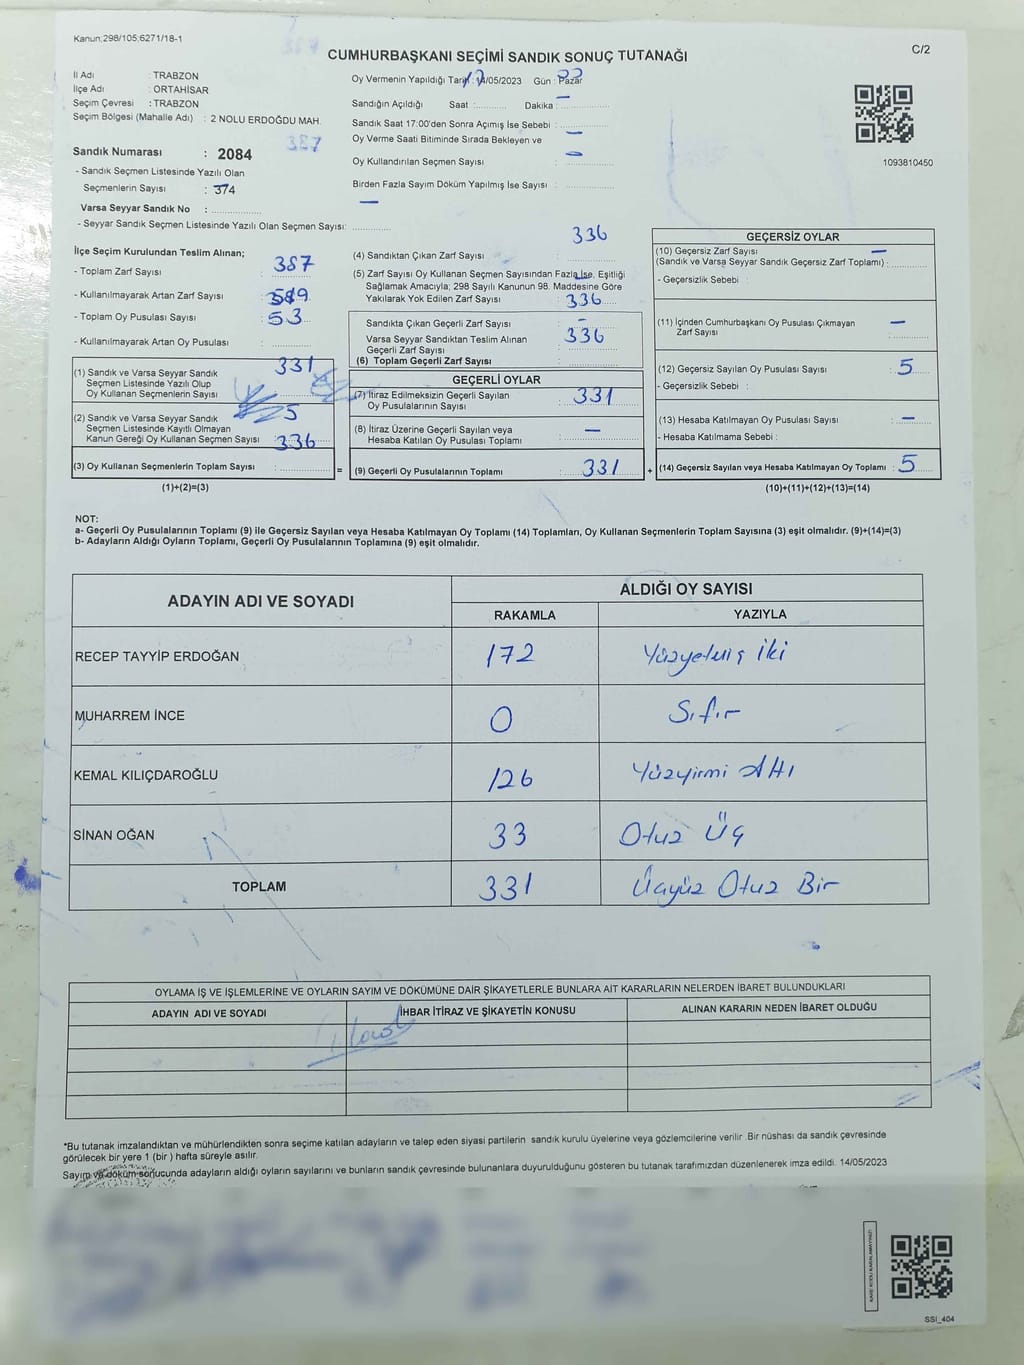 Kanun;298/105;6271/18-1
387
CUMHURBAŞKANI SEÇİMİ SANDIK SONUÇ TUTANAĞI
C/2
İl Adı : TRABZON
İlçe Adı : ORTAHİSAR
Seçim Çevresi : TRABZON
Seçim Bölgesi (Mahalle Adı) : 2 NOLU ERDOĞDU MAH.
387
Sandık Numarası : 2084
- Sandık Seçmen Listesinde Yazılı Olan
Seçmenlerin Sayısı : 374
Varsa Seyyar Sandık No :
- Seyyar Sandık Seçmen Listesinde Yazılı Olan Seçmen Sayısı:
Oy Vermenin Yapıldığı Tarih : 14/05/2023 Gün : Pazar
Sandığın Açıldığı Saat : Dakika : —
Sandık Saat 17:00'den Sonra Açımış İse Sebebi :
Oy Verme Saati Bitiminde Sırada Bekleyen ve —
Oy Kullandırılan Seçmen Sayısı : —
Birden Fazla Sayım Döküm Yapılmış İse Sayısı : —
1093810450
İlçe Seçim Kurulundan Teslim Alınan;
- Toplam Zarf Sayısı : 387
- Kullanılmayarak Artan Zarf Sayısı :
- Toplam Oy Pusulası Sayısı : 53
- Kullanılmayarak Artan Oy Pusulası :
(1) Sandık ve Varsa Seyyar Sandık 331
Seçmen Listesinde Yazılı Olup
Oy Kullanan Seçmenlerin Sayısı
(2) Sandık ve Varsa Seyyar Sandık 5
Seçmen Listesinde Kayıtlı Olmayan
Kanun Gereği Oy Kullanan Seçmen Sayısı : 336
(3) Oy Kullanan Seçmenlerin Toplam Sayısı : =
(1)+(2)=(3)
336
(4) Sandıktan Çıkan Zarf Sayısı :
(5) Zarf Sayısı Oy Kullanan Seçmen Sayısından Fazla İse, Eşitliği
Sağlamak Amacıyla; 298 Sayılı Kanunun 98. Maddesine Göre
Yakılarak Yok Edilen Zarf Sayısı : 336
Sandıkta Çıkan Geçerli Zarf Sayısı : —
Varsa Seyyar Sandıktan Teslim Alınan 336
Geçerli Zarf Sayısı
(6) Toplam Geçerli Zarf Sayısı :
GEÇERLİ OYLAR
(7) İtiraz Edilmeksizin Geçerli Sayılan 331
Oy Pusulalarının Sayısı
(8) İtiraz Üzerine Geçerli Sayılan veya —
Hesaba Katılan Oy Pusulası Toplamı :
(9) Geçerli Oy Pusulalarının Toplamı : 331 +
GEÇERSİZ OYLAR
(10) Geçersiz Zarf Sayısı —
(Sandık ve Varsa Seyyar Sandık Geçersiz Zarf Toplamı) :
- Geçersizlik Sebebi :
(11) İçinden Cumhurbaşkanı Oy Pusulası Çıkmayan —
Zarf Sayısı :
(12) Geçersiz Sayılan Oy Pusulası Sayısı : 5
- Geçersizlik Sebebi :
(13) Hesaba Katılmayan Oy Pusulası Sayısı : —
- Hesaba Katılmama Sebebi :
(14) Geçersiz Sayılan veya Hesaba Katılmayan Oy Toplamı : 5
(10)+(11)+(12)+(13)=(14)
NOT:
a- Geçerli Oy Pusulalarının Toplamı (9) ile Geçersiz Sayılan veya Hesaba Katılmayan Oy Toplamı (14) Toplamları, Oy Kullanan Seçmenlerin Toplam Sayısına (3) eşit olmalıdır. (9)+(14)=(3)
b- Adayların Aldığı Oyların Toplamı, Geçerli Oy Pusulalarının Toplamına (9) eşit olmalıdır.
ADAYIN ADI VE SOYADI
ALDIĞI OY SAYISI
RAKAMLA YAZIYLA
RECEP TAYYİP ERDOĞAN 172 Yüzyetmiş İki
MUHARREM İNCE 0 Sıfır
KEMAL KILIÇDAROĞLU 126 Yüzyirmi Altı
SİNAN OĞAN 33 Otuz Üç
TOPLAM 331 Üçyüz Otuz Bir
OYLAMA İŞ VE İŞLEMLERİNE VE OYLARIN SAYIM VE DÖKÜMÜNE DAİR ŞİKAYETLERLE BUNLARA AİT KARARLARIN NELERDEN İBARET BULUNDUKLARI
ADAYIN ADI VE SOYADI İHBAR İTİRAZ VE ŞİKAYETİN KONUSU ALINAN KARARIN NEDEN İBARET OLDUĞU
*Bu tutanak imzalandıktan ve mühürlendikten sonra seçime katılan adayların ve talep eden siyasi partilerin sandık kurulu üyelerine veya gözlemcilerine verilir .Bir nüshası da sandık çevresinde
görülecek bir yere 1 (bir ) hafta süreyle asılır.
Sayım ve döküm sonucunda adayların aldığı oyların sayılarını ve bunların sandık çevresinde bulunanlara duyurulduğunu gösteren bu tutanak tarafımızdan düzenlenerek imza edildi. 14/05/2023
KARE KODU KARALAMAYINIZ!
SSİ_404